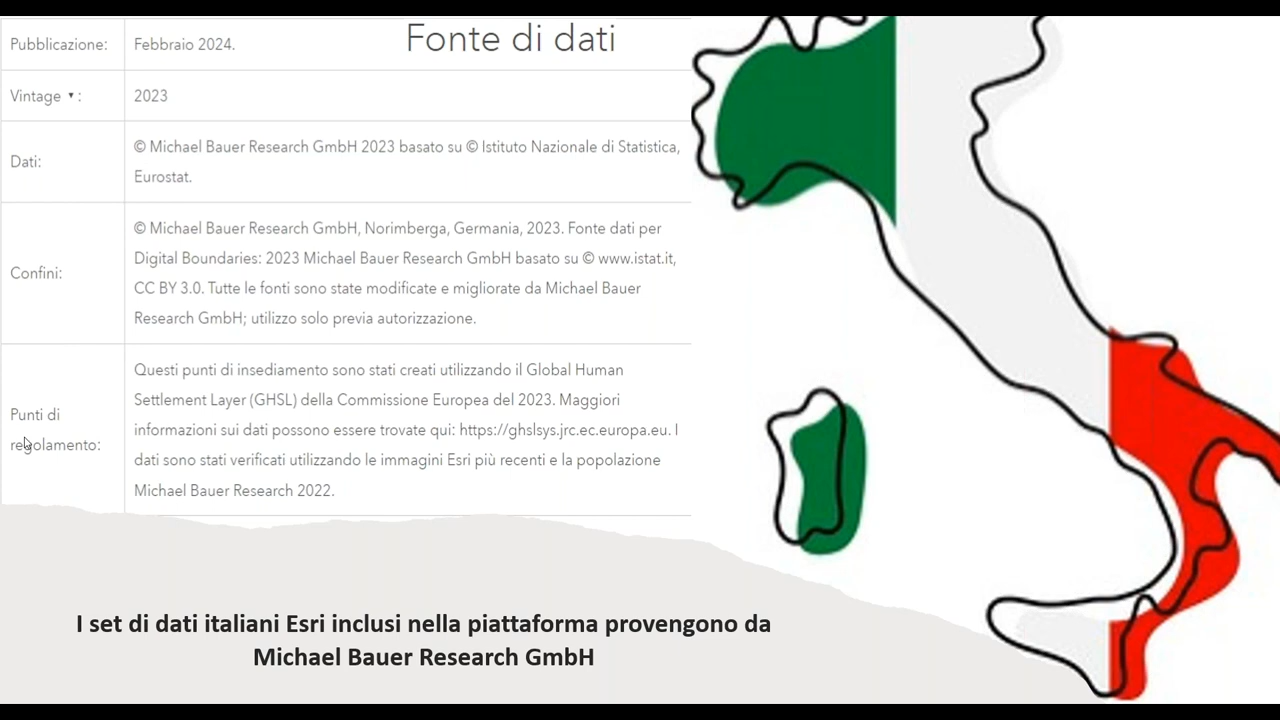 Fonte di dati
Pubblicazione:
Febbraio 2024.
Vintage ▼ :
2023
Dati:
© Michael Bauer Research GmbH 2023 basato su © Istituto Nazionale di Statistica,
Eurostat.
Confini:
© Michael Bauer Research GmbH, Norimberga, Germania, 2023. Fonte dati per
Digital Boundaries: 2023 Michael Bauer Research GmbH basato su © www.istat.it,
CC BY 3.0. Tutte le fonti sono state modificate e migliorate da Michael Bauer
Research GmbH; utilizzo solo previa autorizzazione.
Punti di
regolamento:
Questi punti di insediamento sono stati creati utilizzando il Global Human
Settlement Layer (GHSL) della Commissione Europea del 2023. Maggiori
informazioni sui dati possono essere trovate qui: https://ghslsys.jrc.ec.europa.eu. I
dati sono stati verificati utilizzando le immagini Esri più recenti e la popolazione
Michael Bauer Research 2022.
I set di dati italiani Esri inclusi nella piattaforma provengono da
Michael Bauer Research GmbH